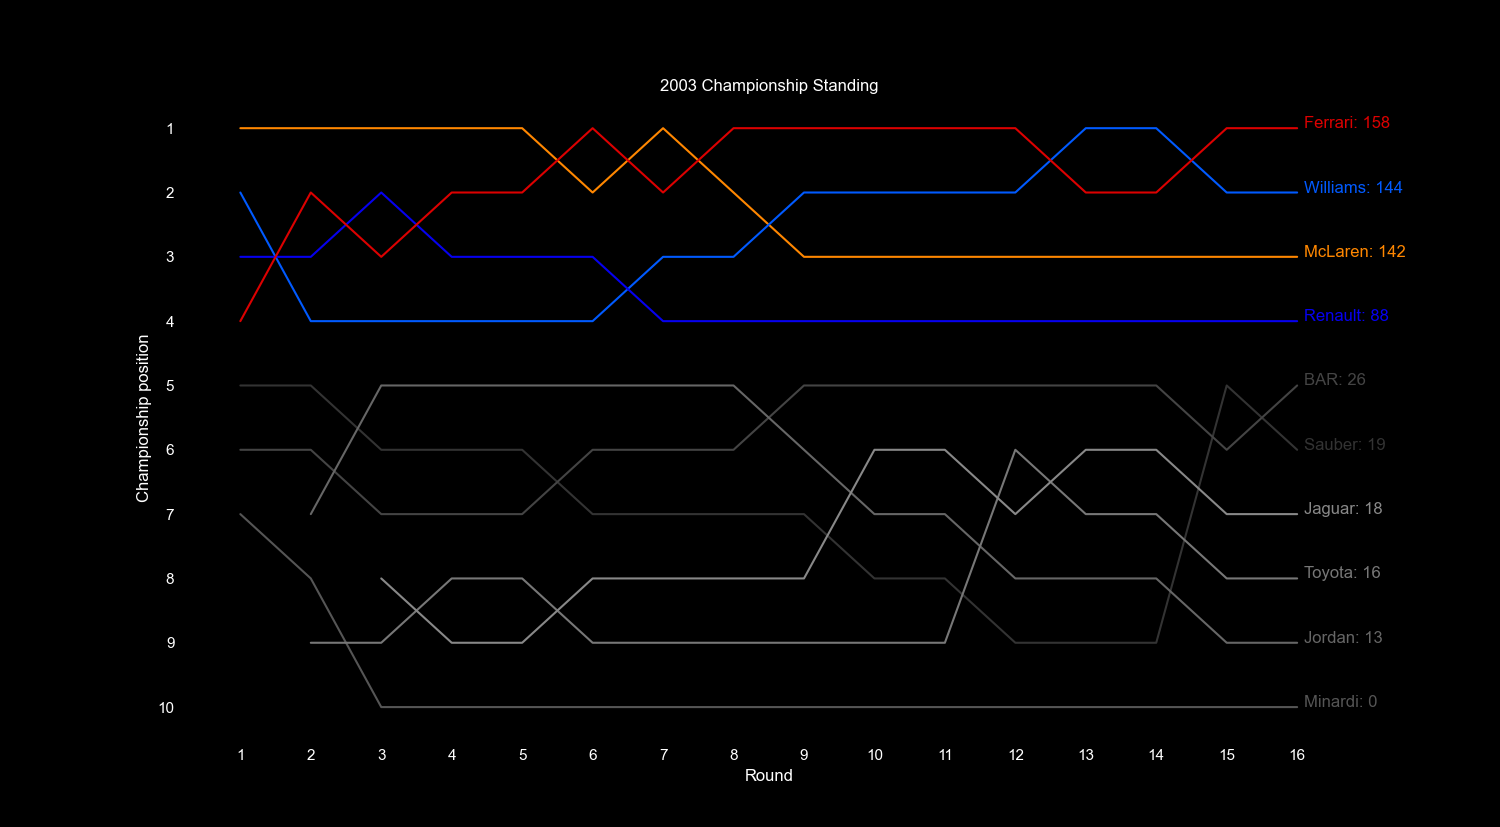 2003 Championship Standing
Championship position
1
2
3
4
5
6
7
8
9
10
Ferrari: 158
Williams: 144
McLaren: 142
Renault: 88
BAR: 26
Sauber: 19
Jaguar: 18
Toyota: 16
Jordan: 13
Minardi: 0
1 2 3 4 5 6 7 8 9 10 11 12 13 14 15 16
Round